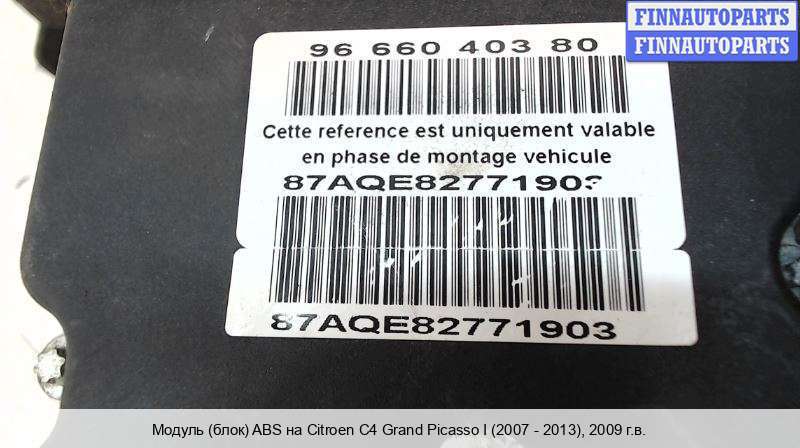 FINNAUTOPARTS
FINNAUTOPARTS
96 660 403 80
Cette reference est uniquement valable
en phase de montage vehicule
87AQE82771903
87AQE82771903
Модуль (блок) ABS на Citroen C4 Grand Picasso I (2007 - 2013), 2009 г.в.